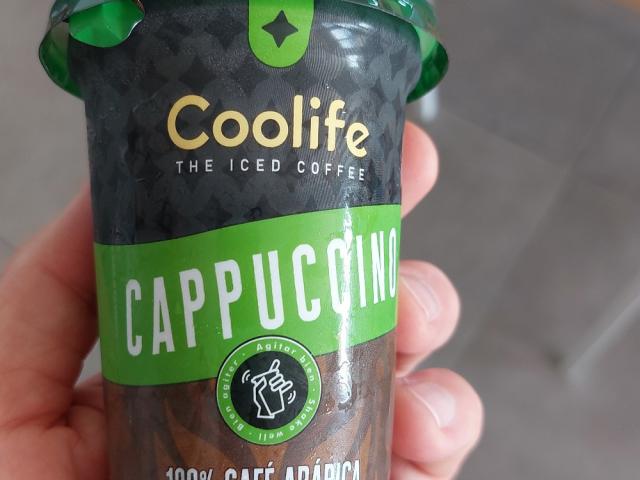 Coolife
THE ICED COFFEE
CAPPUCCINO
Agitar bien · Shake well · Bien agiter ·
100% CAFÉ ARÁBICA